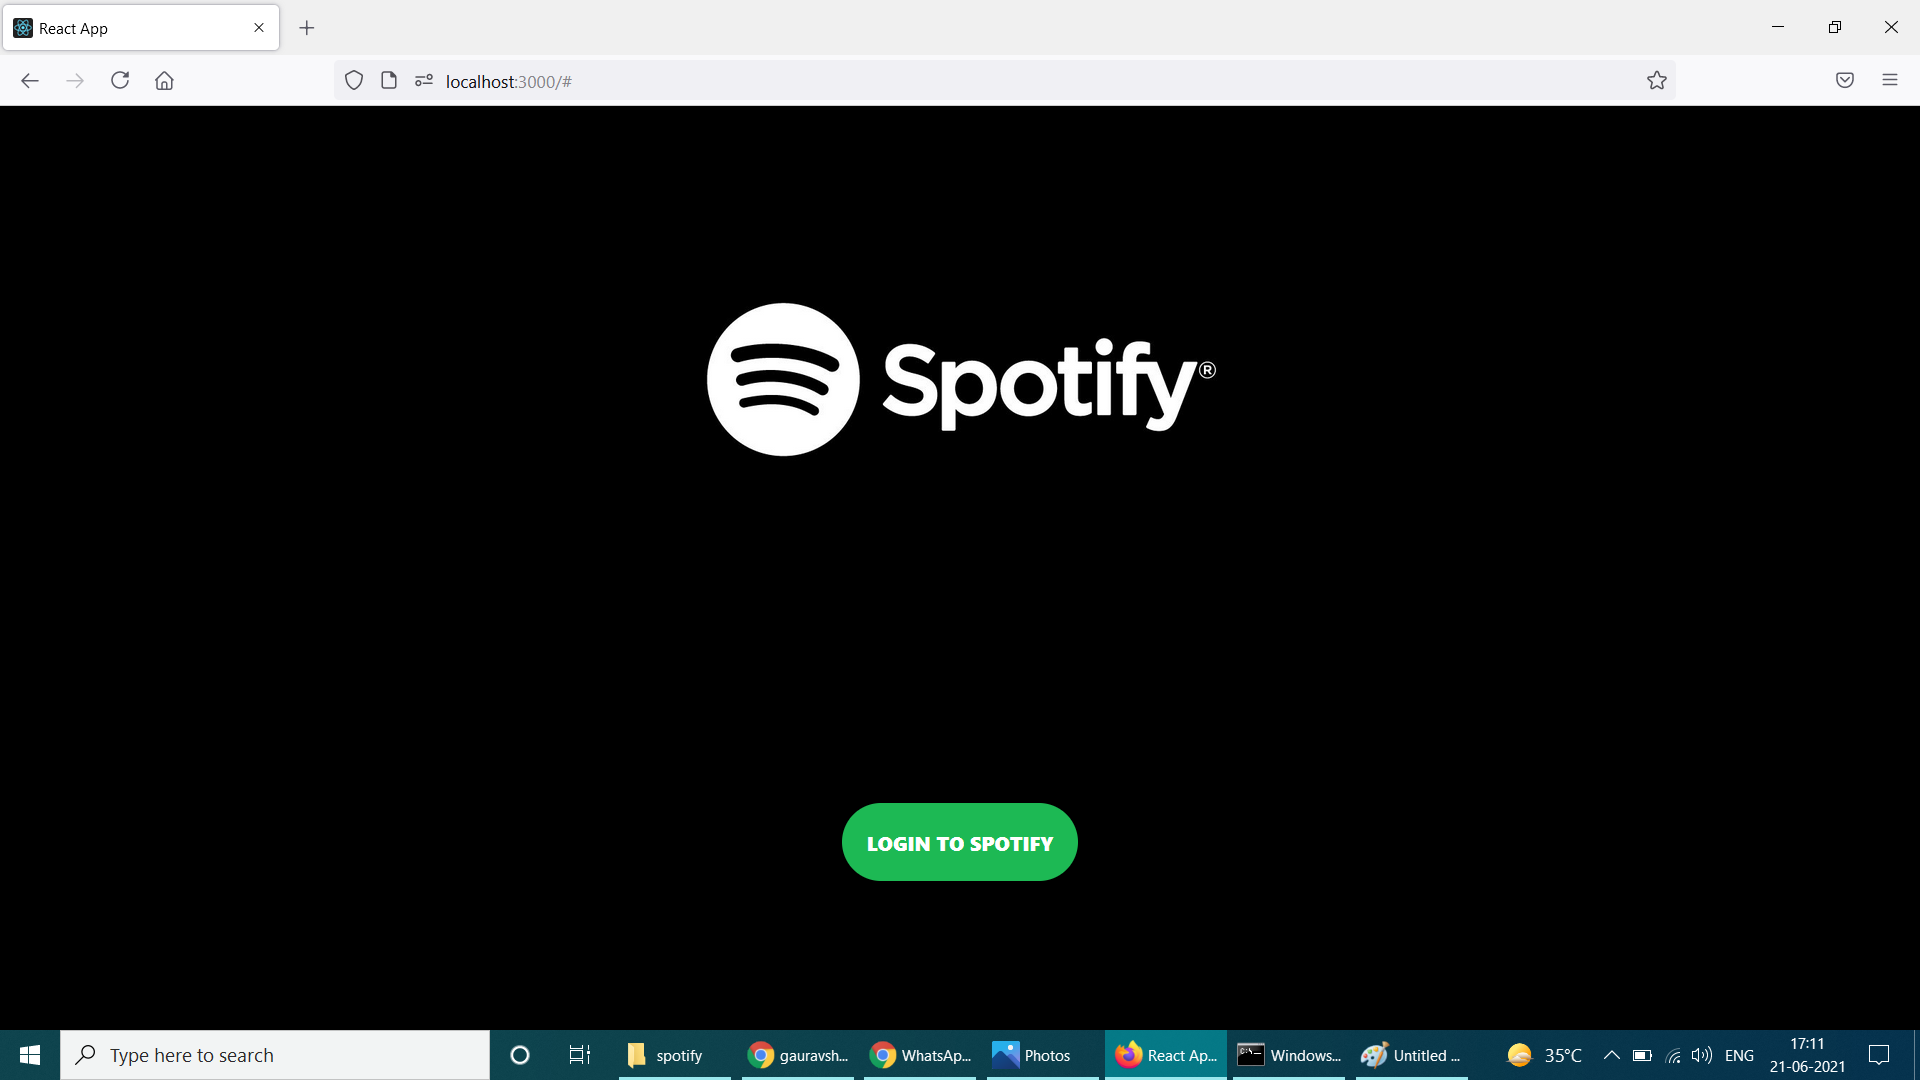 React App
localhost:3000/#
Spotify®
LOGIN TO SPOTIFY
Type here to search
spotify
gauravsh...
WhatsAp...
Photos
React Ap...
Windows...
Untitled ...
35°C
ENG
17:11
21-06-2021